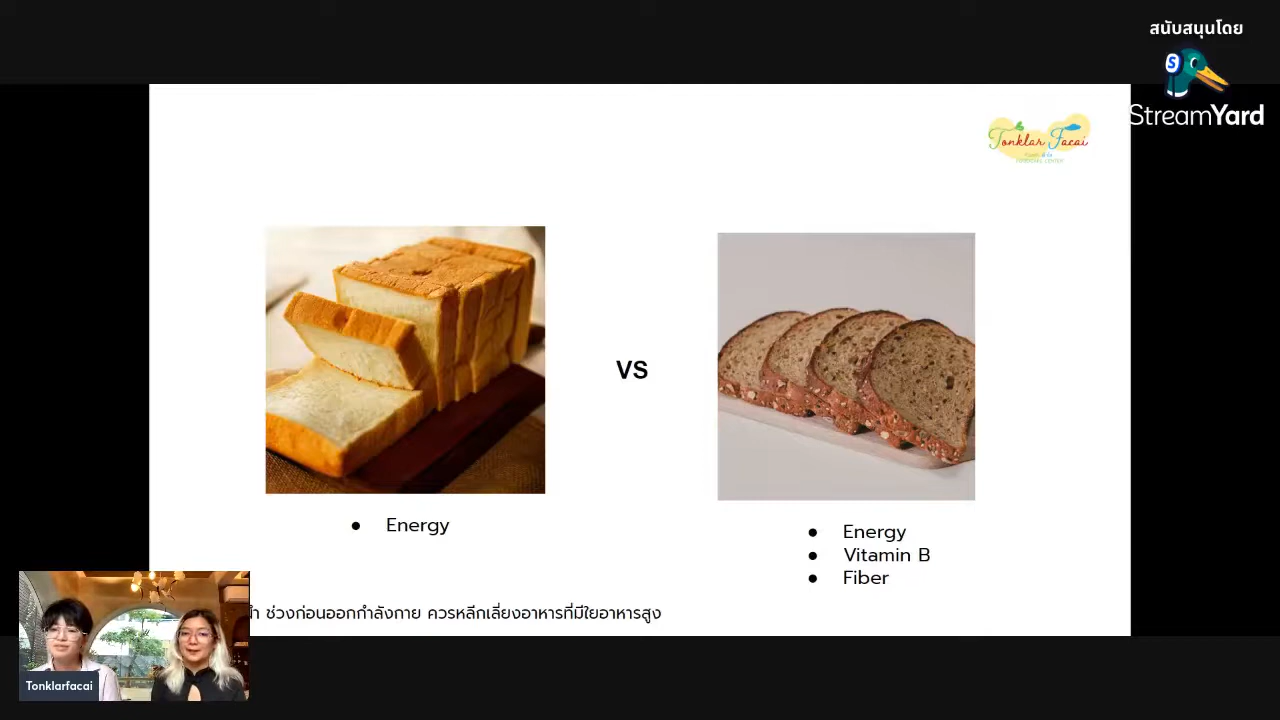 สนับสนุนโดย
StreamYard
Tonklar Facai
VS
● Energy
● Energy
● Vitamin B
● Fiber
ช่วงก่อนออกกำลังกาย ควรหลีกเลี่ยงอาหารที่มีใยอาหารสูง
Tonklarfacai